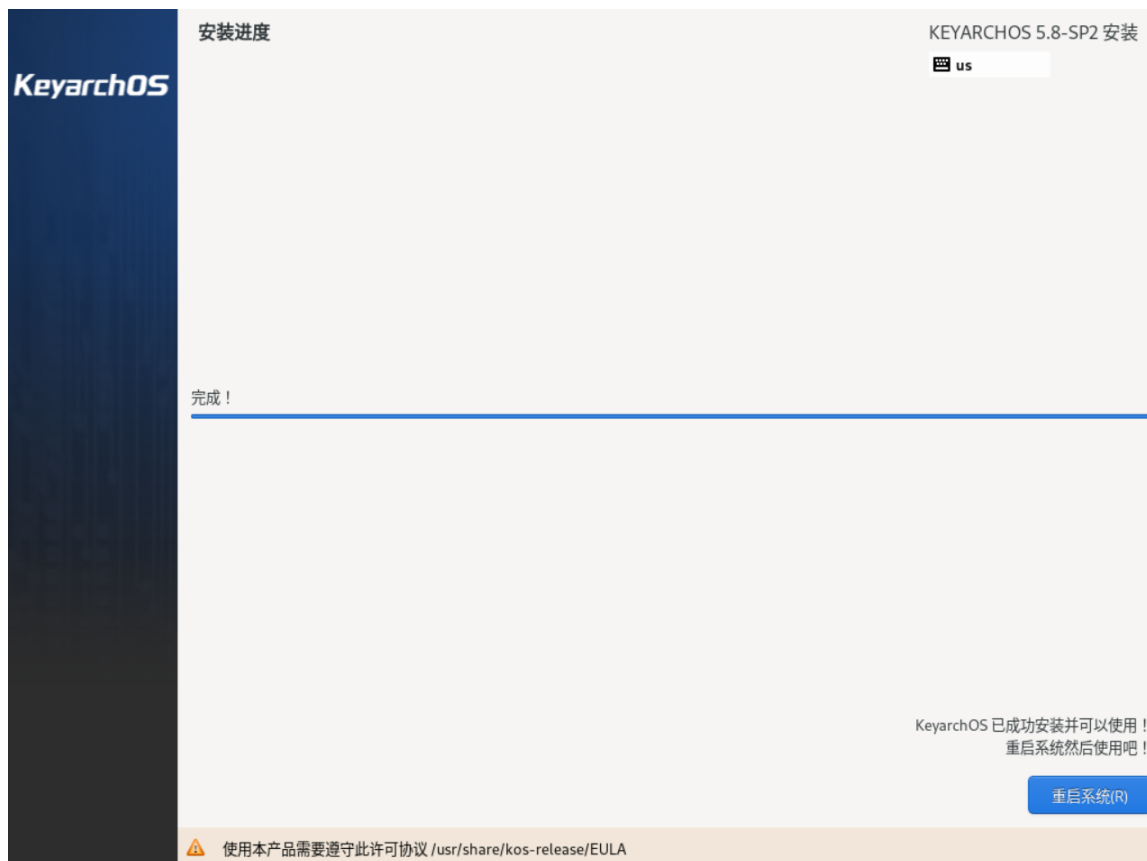 安装进度
KEYARCHOS 5.8-SP2 安装
us
KeyarchOS
完成！
KeyarchOS 已成功安装并可以使用！
重启系统然后使用吧！
重启系统(R)
使用本产品需要遵守此许可协议 /usr/share/kos-release/EULA